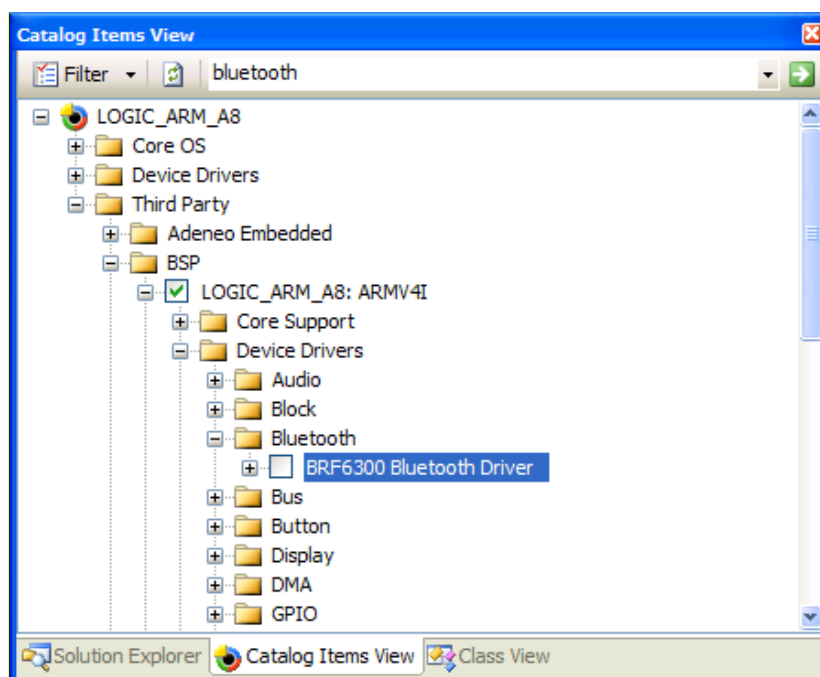 Catalog Items View
Filter bluetooth
LOGIC_ARM_A8
Core OS
Device Drivers
Third Party
Adeneo Embedded
BSP
LOGIC_ARM_A8: ARMV4I
Core Support
Device Drivers
Audio
Block
Bluetooth
BRF6300 Bluetooth Driver
Bus
Button
Display
DMA
GPIO
Solution Explorer Catalog Items View Class View